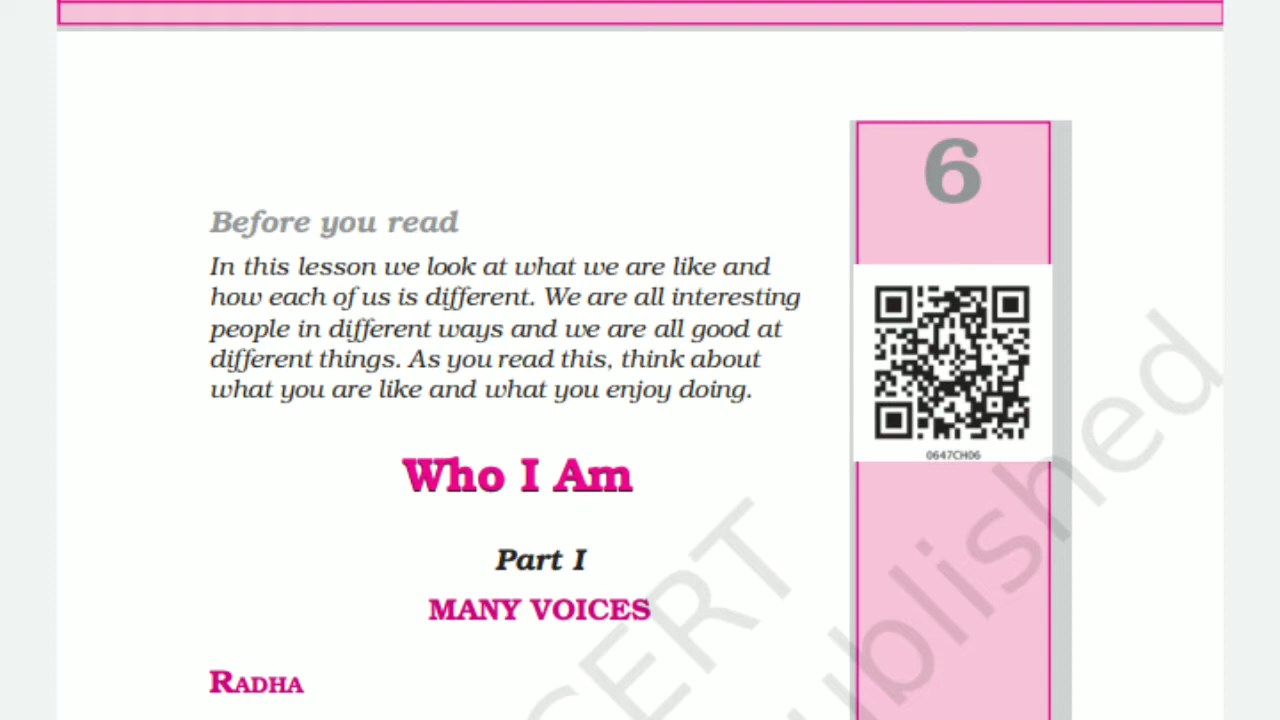 6
Before you read
In this lesson we look at what we are like and
how each of us is different. We are all interesting
people in different ways and we are all good at
different things. As you read this, think about
what you are like and what you enjoy doing.
0647CH06
Who I Am
Part I
MANY VOICES
RADHA
CERT
ublished